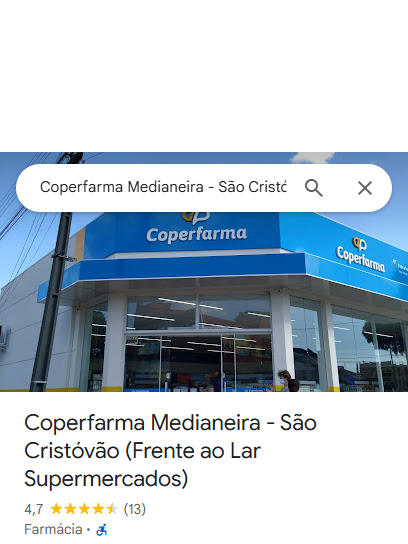 Coperfarma Medianeira - São Cristó
Coperfarma
Coperfarma
Coperfarma Medianeira - São
Cristóvão (Frente ao Lar
Supermercados)
4,7 (13)
Farmácia ·